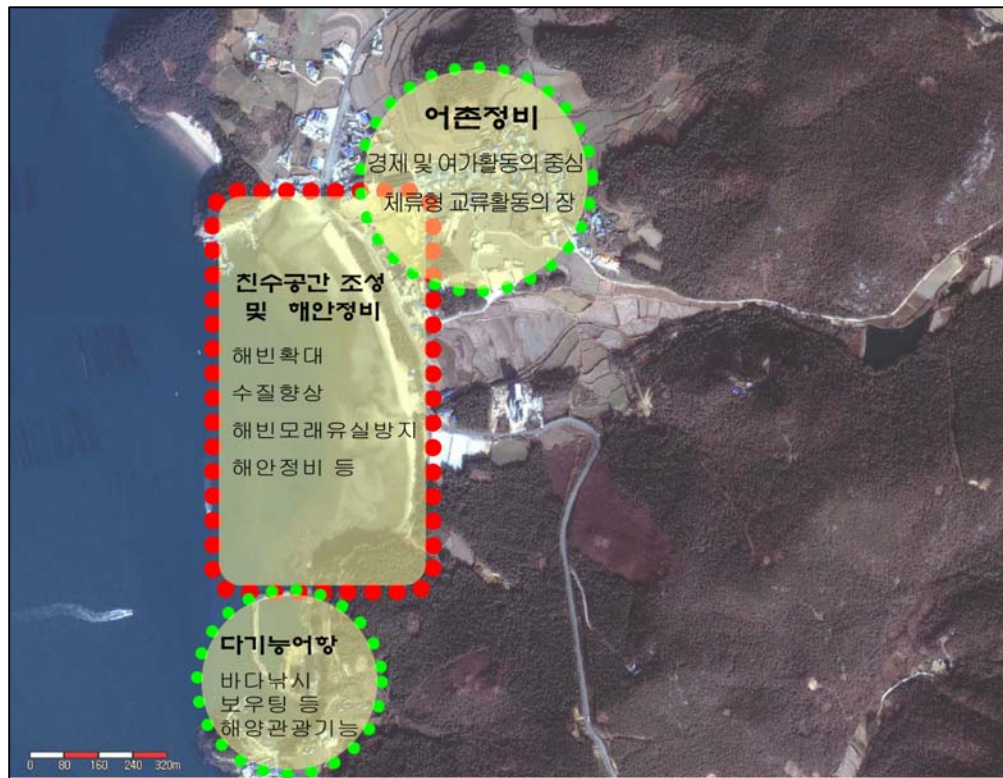 어촌정비
경제 및 여가활동의 중심
체류형 교류활동의 장
친수공간 조성
및 해안정비
해빈확대
수질향상
해빈모래유실방지
해안정비 등
다기능어항
바다낚시
보우팅 등
해양관광기능
0 80 160 240 320m